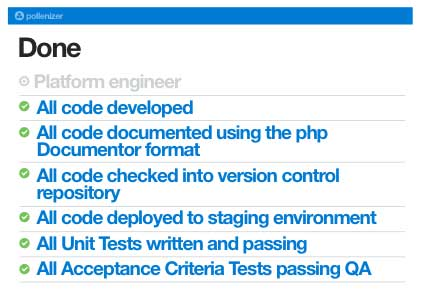 pollenizer
Done
Platform engineer
All code developed
All code documented using the php
Documentor format
All code checked into version control
repository
All code deployed to staging environment
All Unit Tests written and passing
All Acceptance Criteria Tests passing QA